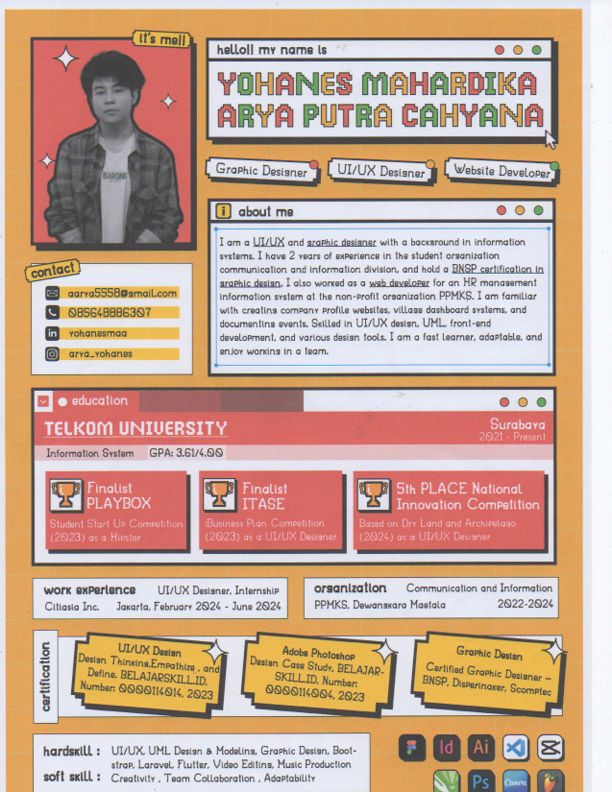 it's me!!
hello!! my name is
YOHANES MAHARDIKA
ARYA PUTRA CAHYANA
Graphic Designer
UI/UX Designer
Website Developer
i about me
I am a UI/UX and graphic designer with a background in information
systems. I have 2 years of experience in the student organization
communication and information division, and hold a BNSP certification in
graphic design. I also worked as a web developer for an HR management
information system at the non-profit organization PPMKS. I am familiar
with creating company profile websites, village dashboard systems, and
documenting events. Skilled in UI/UX design, UML, front-end
development, and various design tools. I am a fast learner, adaptable, and
enjoy working in a team.
BARONG
contact
aarya5558@gmail.com
085648886307
in yohanesmaa
arya_yohanes
education
TELKOM UNIVERSITY
Surabaya
2021 - Present
Information System GPA: 3.61/4.00
Finalist
PLAYBOX
Student Start Up Competition
(2023) as a Hipster
Finalist
ITASE
:Business Plan Competition
(2023) as a UI/UX Designer
5th PLACE National
Innovation Competition
Based on Dry Land and Archipelago
(2024) as a UI/UX Designer
work experience UI/UX Designer, Internship
Citiasia Inc. Jakarta, February 2024 - June 2024
organization Communication and Information
PPMKS, Dewangkara Mastala 2022-2024
certification
UI/UX Design
Design Thinking,Empathize , and
Define, BELAJARSKILL.ID,
Number: 0000114014, 2023
Adobe Photoshop
Design Case Study, BELAJAR-
SKILL.ID, Number:
0000114004, 2023
Graphic Design
Certified Graphic Designer –
BNSP, Disperinaker, Scomptec
hardskill : UI/UX, UML Design & Modeling, Graphic Design, Boot-
strap, Laravel, Flutter, Video Editing, Music Production
soft skill : Creativity , Team Collaboration , Adaptability
Id Ai
Ps Canva